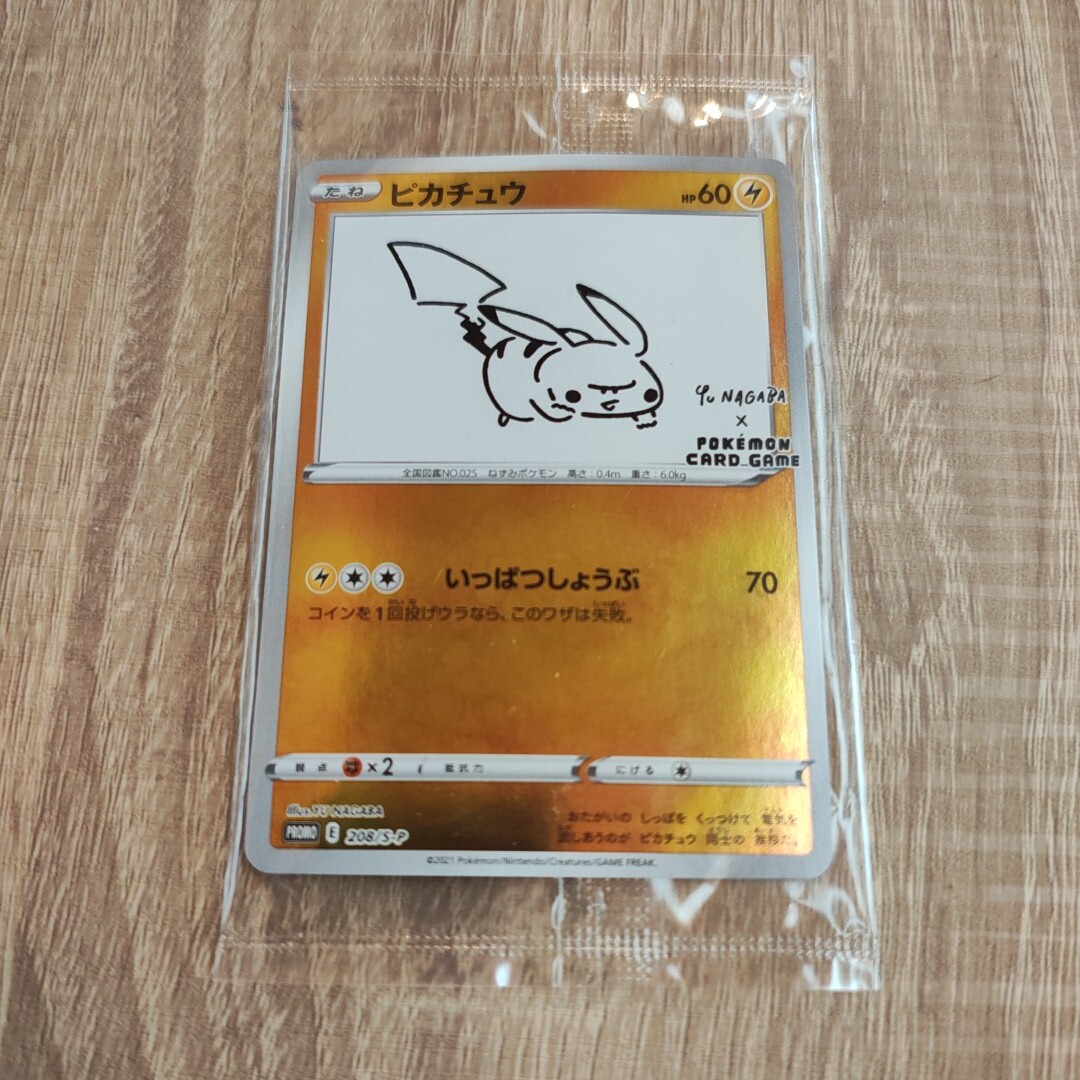 たね ピカチュウ HP60
Yu NAGABA
×
POKÉMON
CARD GAME
全国図鑑NO.025 ねずみポケモン 高さ:0.4m 重さ:6.0kg
いっぱつしょうぶ 70
コインを1回投げウラなら、このワザは失敗。
弱点 ×2 抵抗力 にげる
Illus. YU NAGABA
PROMO E 208/S-P
おたがいの しっぽを くっつけて 電気を
流しあうのが ピカチュウ 同士の 挨拶だ。
©2021 Pokémon/Nintendo/Creatures/GAME FREAK.